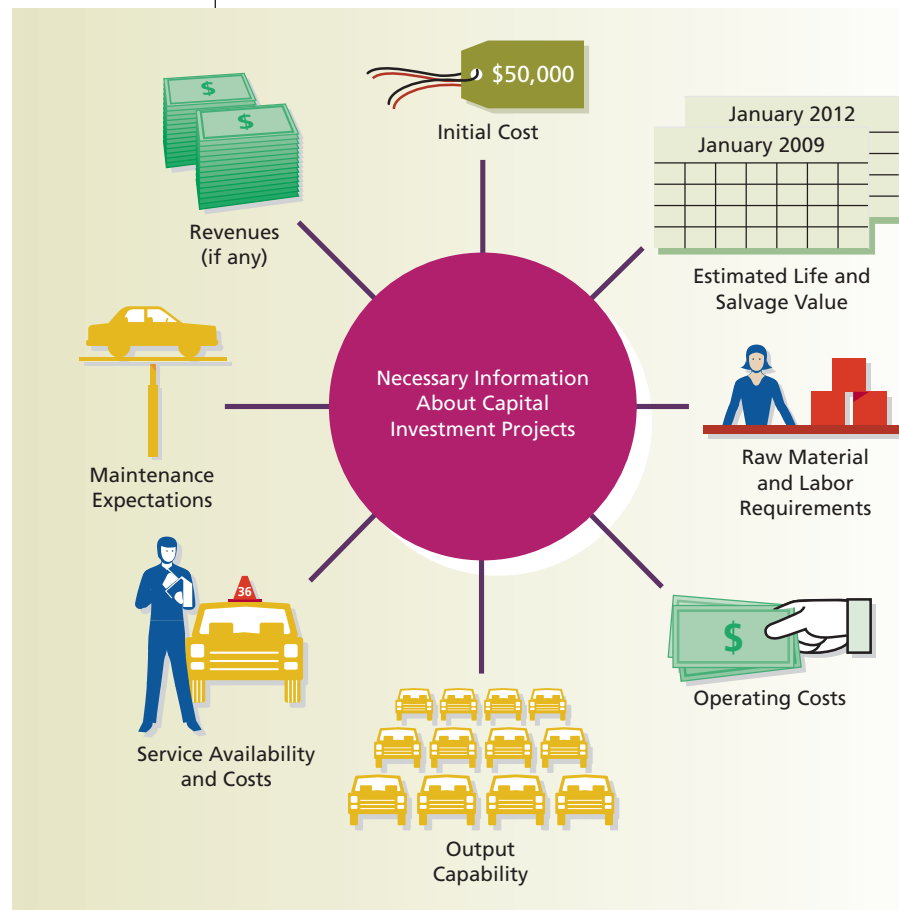 $50,000
Initial Cost
January 2012
January 2009
Estimated Life and
Salvage Value
Raw Material
and Labor
Requirements
$
Operating Costs
Output
Capability
36
Service Availability
and Costs
Maintenance
Expectations
$
$
Revenues
(if any)
Necessary Information
About Capital
Investment Projects